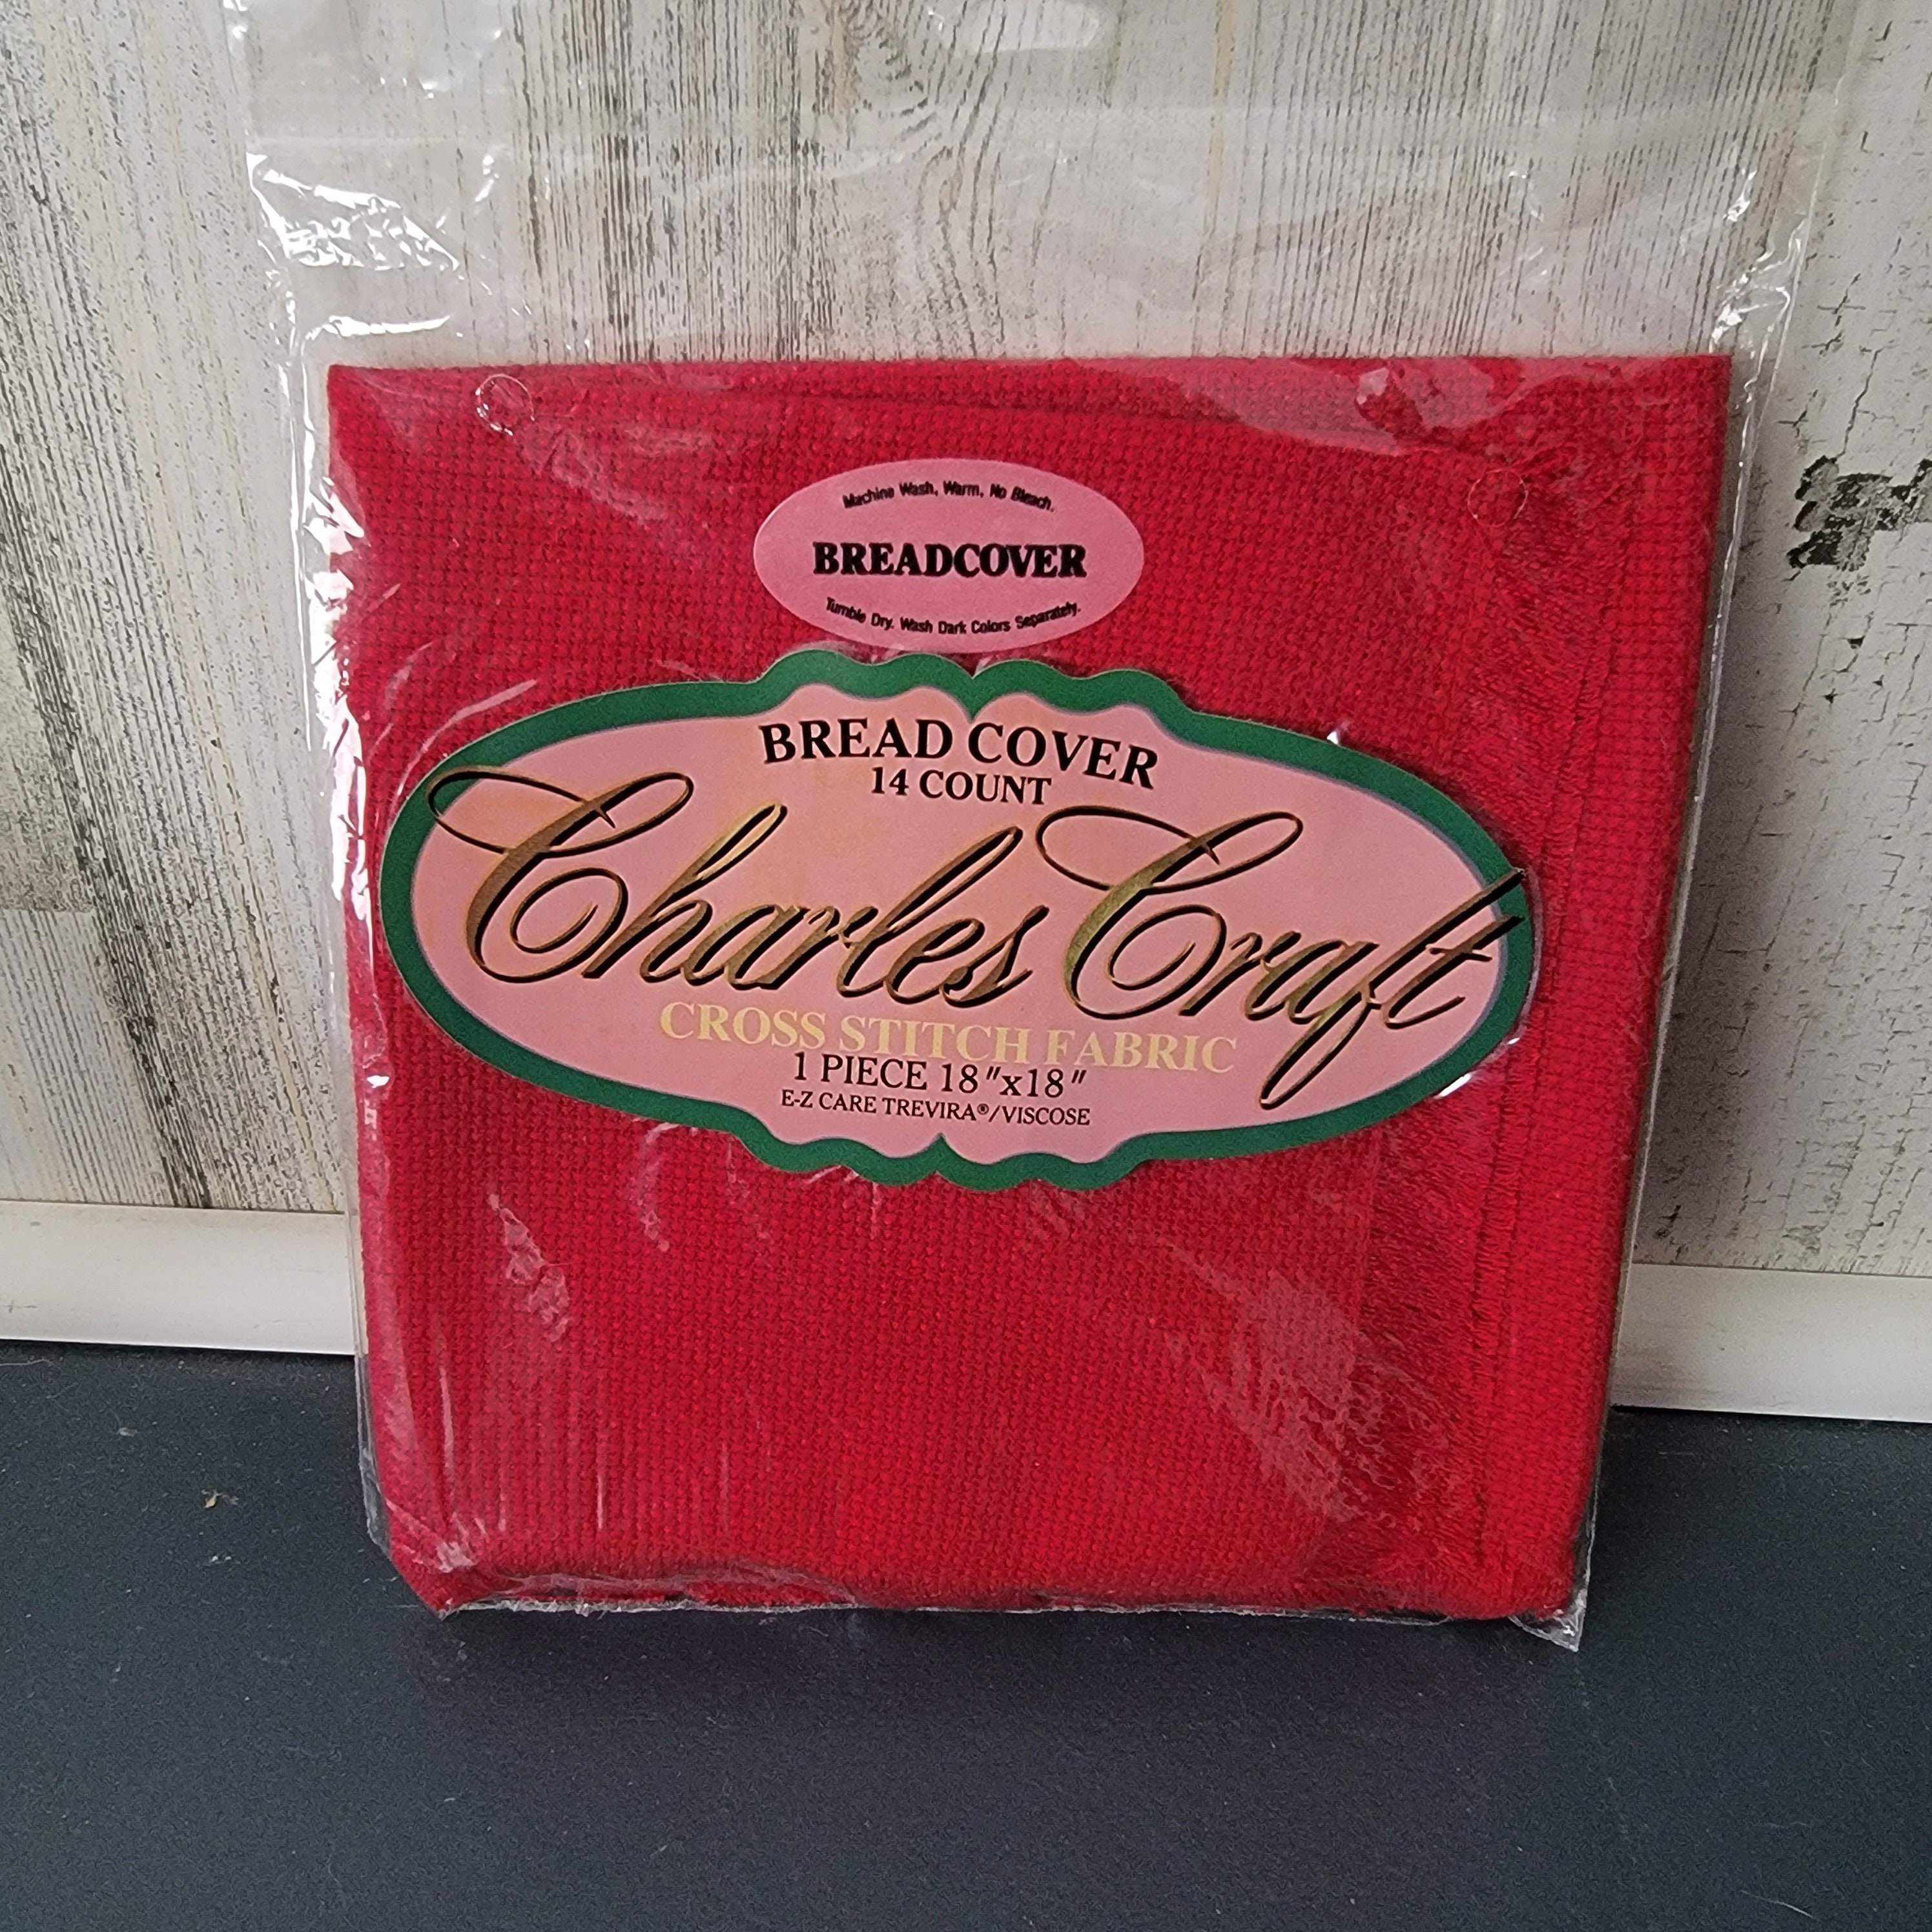 Machine Wash, Warm, No Bleach.
BREADCOVER
Tumble Dry. Wash Dark Colors Separately.
BREAD COVER
14 COUNT
Charles Craft
CROSS STITCH FABRIC
1 PIECE 18"x18"
E-Z CARE TREVIRA®/VISCOSE